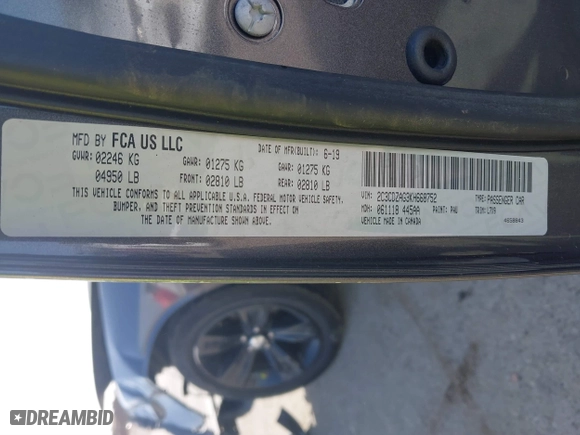 MFD BY FCA US LLC DATE OF MFR(BUILT): 6-19
GVWR: 02246 KG GAWR: 01275 KG GAWR: 01275 KG
04950 LB FRONT: 02810 LB REAR: 02810 LB
THIS VEHICLE CONFORMS TO ALL APPLICABLE U.S.A. FEDERAL MOTOR VEHICLE SAFETY,
BUMPER, AND THEFT PREVENTION STANDARDS IN EFFECT ON
THE DATE OF MANUFACTURE SHOWN ABOVE.
VIN: 2C3CDZAG3KH668752 TYPE: PASSENGER CAR
MDH: 061110 445AA PAINT: PAU TRIM: LTX9
VEHICLE MADE IN CANADA
DREAMBID